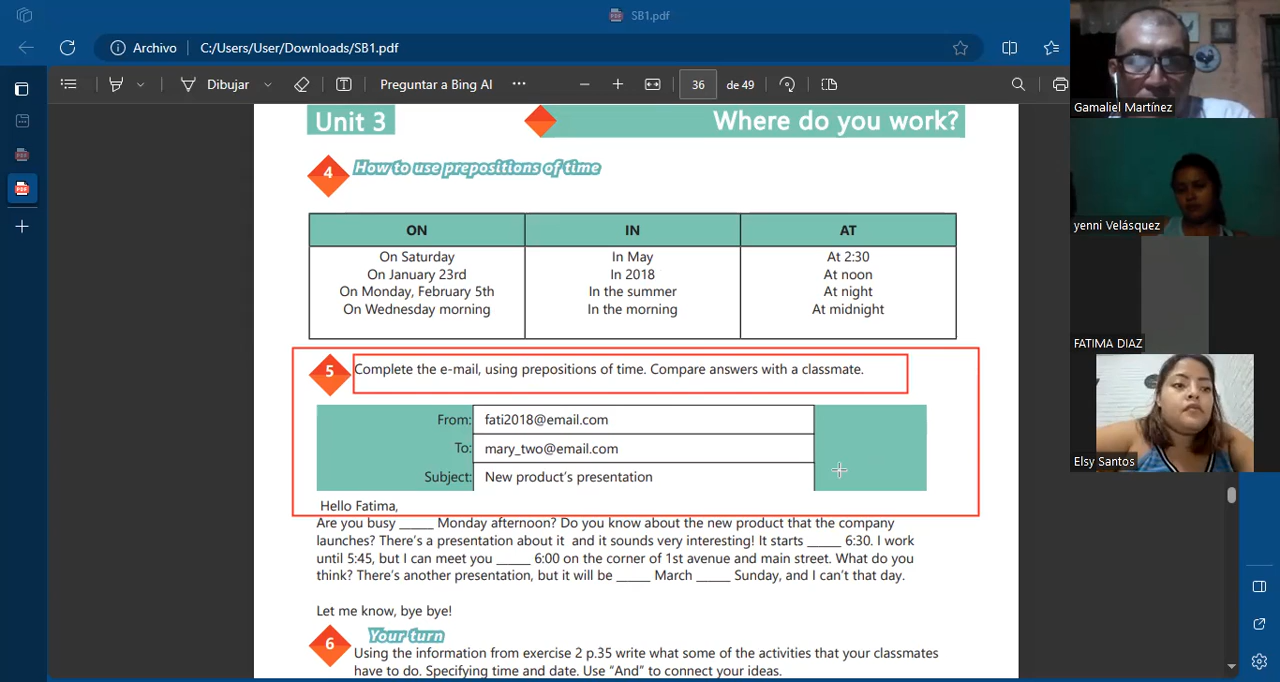 SB1.pdf
Archivo C:/Users/User/Downloads/SB1.pdf
Dibujar Preguntar a Bing AI 36 de 49
Unit 3 Where do you work?
4 How to use prepositions of time
ON IN AT
On Saturday In May At 2:30
On January 23rd In 2018 At noon
On Monday, February 5th In the summer At night
On Wednesday morning In the morning At midnight
5 Complete the e-mail, using prepositions of time. Compare answers with a classmate.
From: fati2018@email.com
To: mary_two@email.com
Subject: New product's presentation
Hello Fatima,
Are you busy _____ Monday afternoon? Do you know about the new product that the company
launches? There's a presentation about it and it sounds very interesting! It starts _____ 6:30. I work
until 5:45, but I can meet you _____ 6:00 on the corner of 1st avenue and main street. What do you
think? There's another presentation, but it will be _____ March _____ Sunday, and I can't that day.
Let me know, bye bye!
6 Your turn
Using the information from exercise 2 p.35 write what some of the activities that your classmates
have to do. Specifying time and date. Use "And" to connect your ideas.
Gamaliel Martínez
yenni Velásquez
FATIMA DIAZ
Elsy Santos